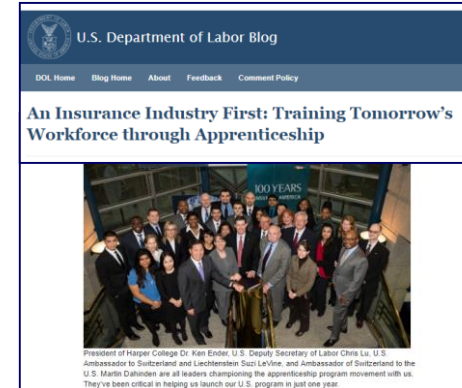 U.S. Department of Labor Blog
DOL Home Blog Home About Feedback Comment Policy
An Insurance Industry First: Training Tomorrow's
Workforce through Apprenticeship
100 YEARS
President of Harper College Dr. Ken Ender, U.S. Deputy Secretary of Labor Chris Lu, U.S.
Ambassador to Switzerland and Liechtenstein Suzi LeVine, and Ambassador of Switzerland to the
U.S. Martin Dahinden are all leaders championing the apprenticeship program movement with us.
They've been critical in helping us launch our U.S. program in just one year.